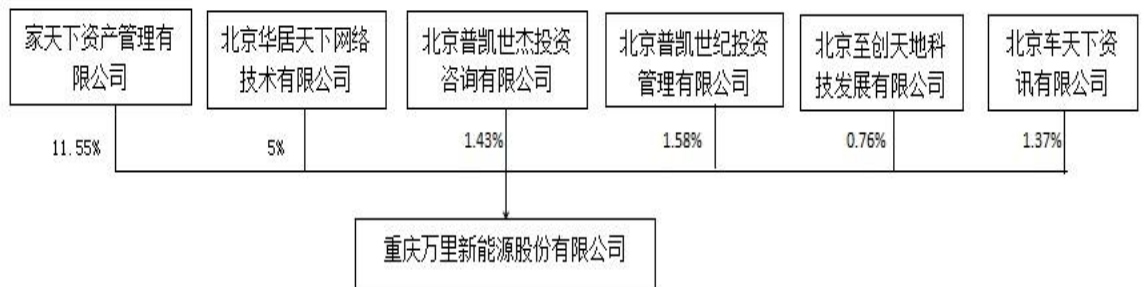 家天下资产管理有
限公司
北京华居天下网络
技术有限公司
北京普凯世杰投资
咨询有限公司
北京普凯世纪投资
管理有限公司
北京至创天地科
技发展有限公司
北京车天下资
讯有限公司
11.55%
5%
1.43%
1.58%
0.76%
1.37%
重庆万里新能源股份有限公司